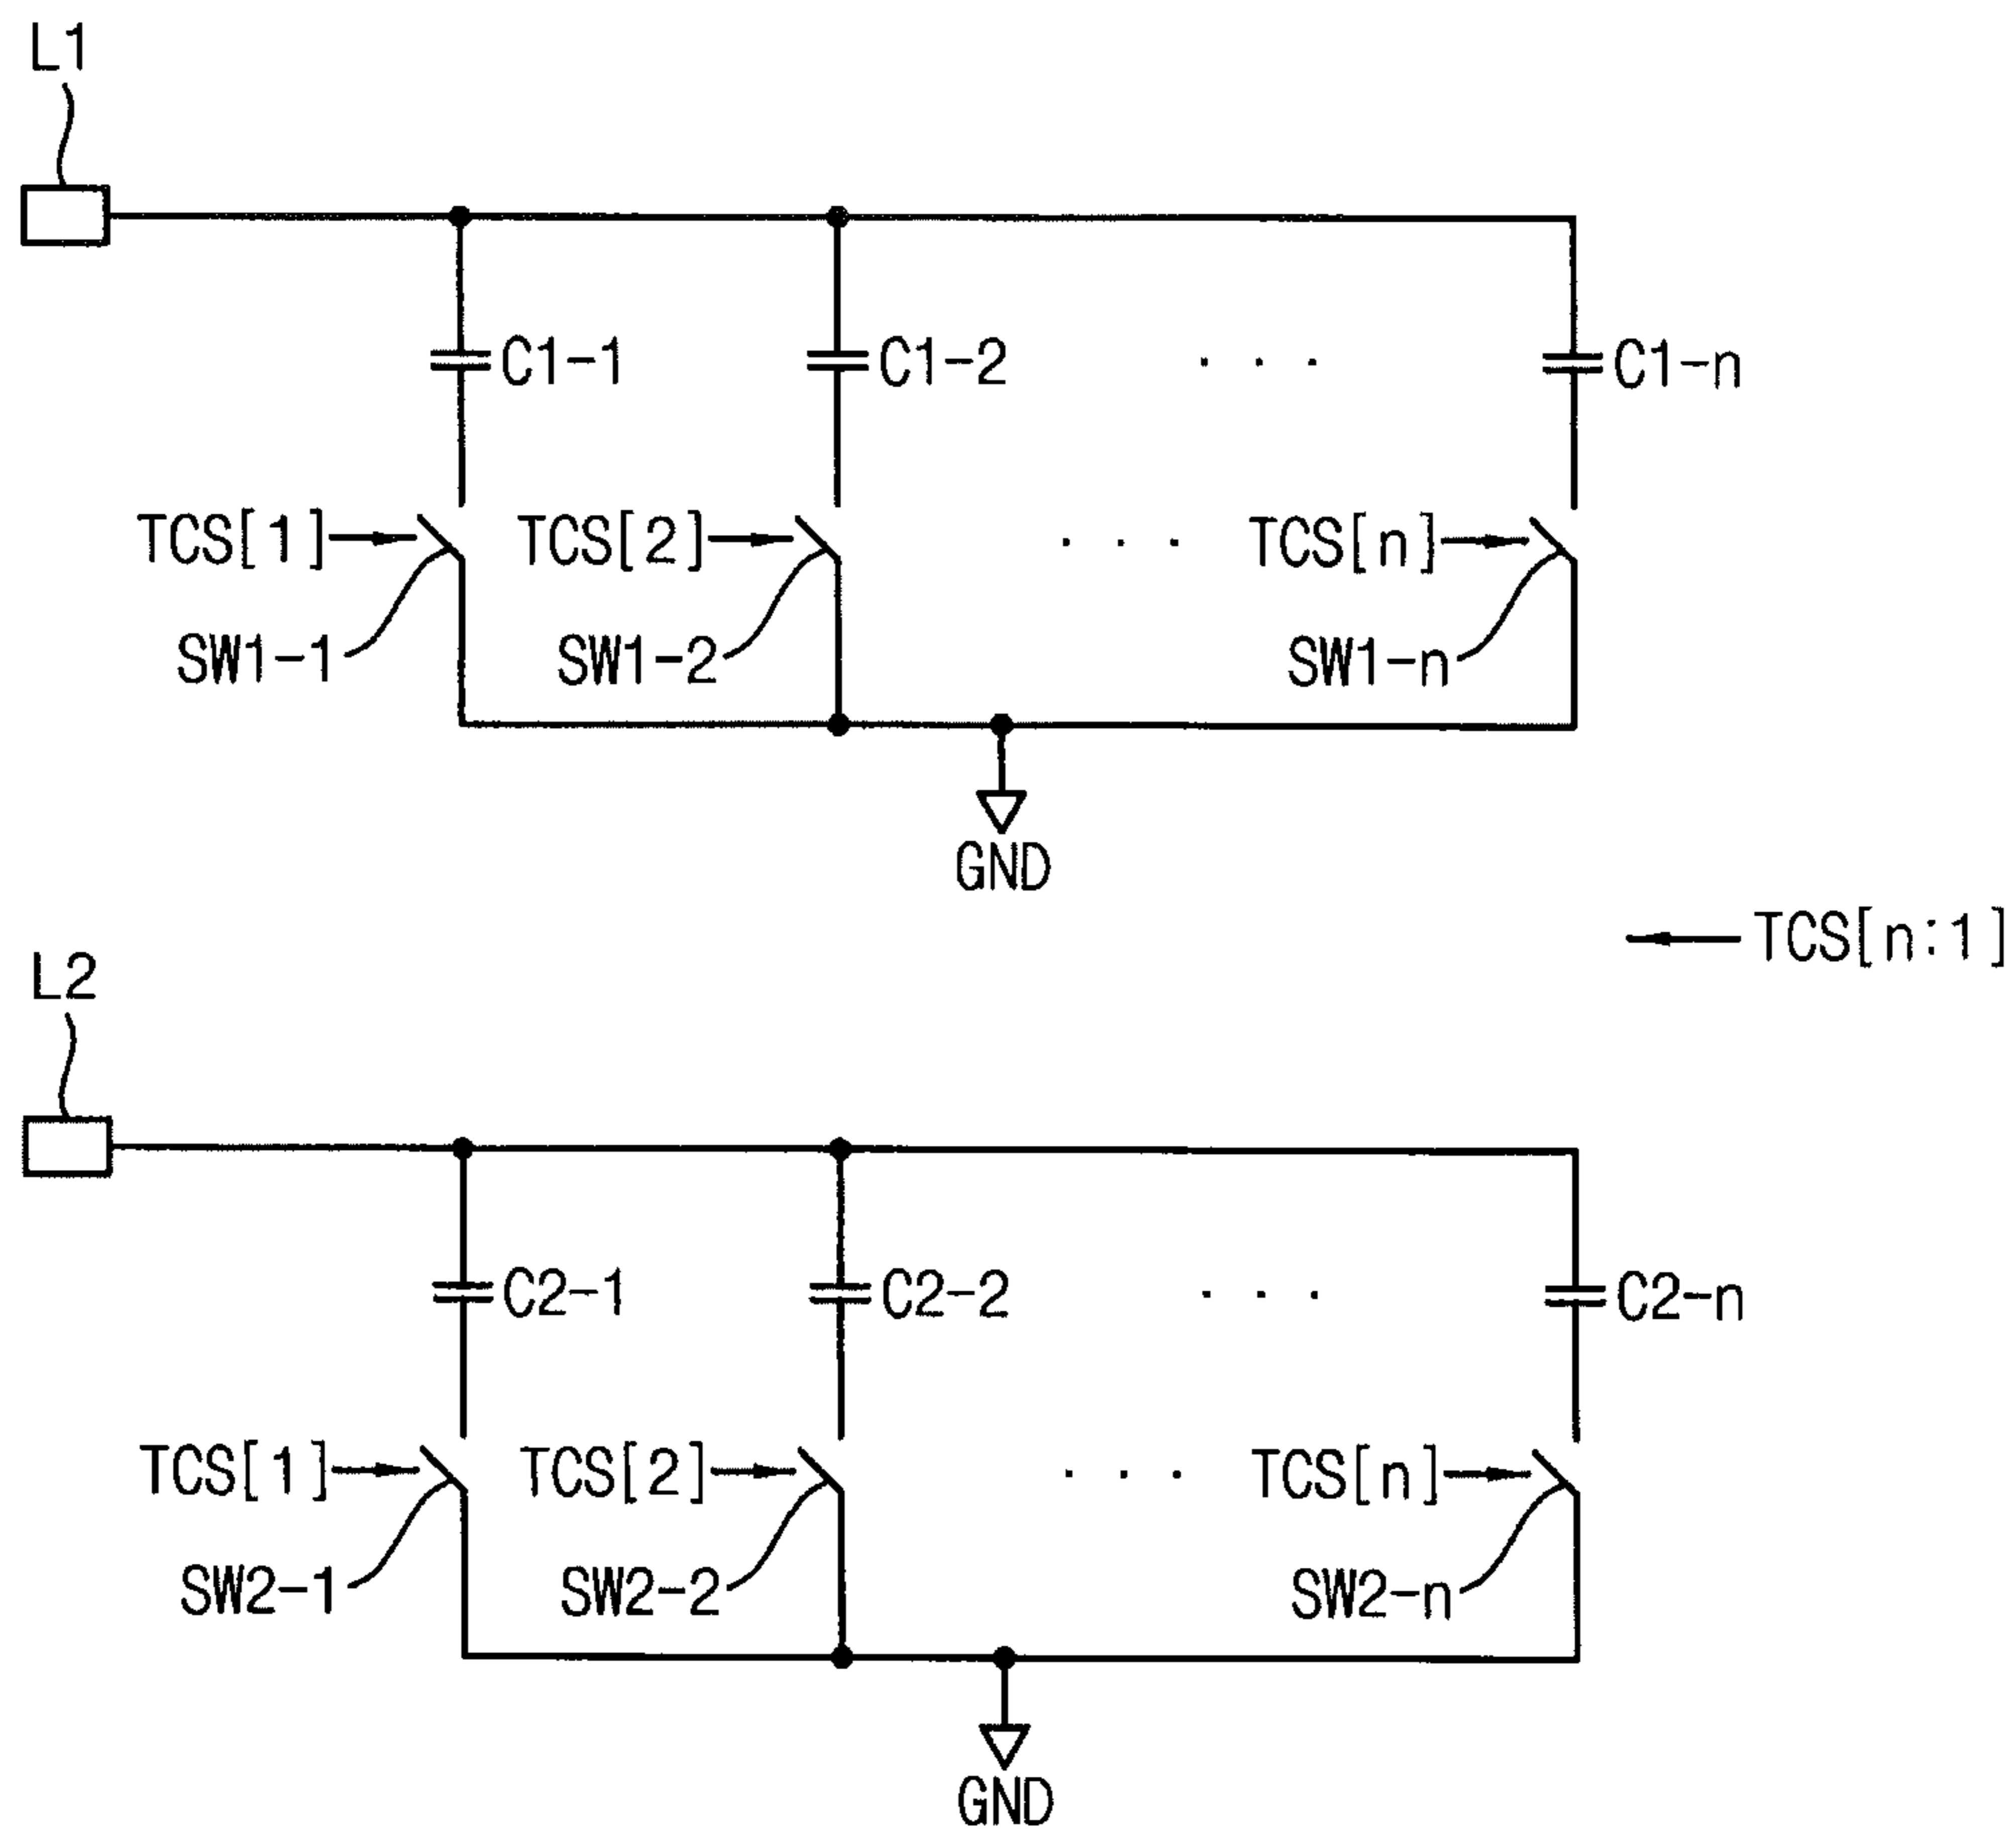 L1
C1-1 C1-2 . . . C1-n
TCS[1] TCS[2] . . . TCS[n]
SW1-1 SW1-2 SW1-n
GND
TCS[n:1]
L2
C2-1 C2-2 . . . C2-n
TCS[1] TCS[2] . . . TCS[n]
SW2-1 SW2-2 SW2-n
GND